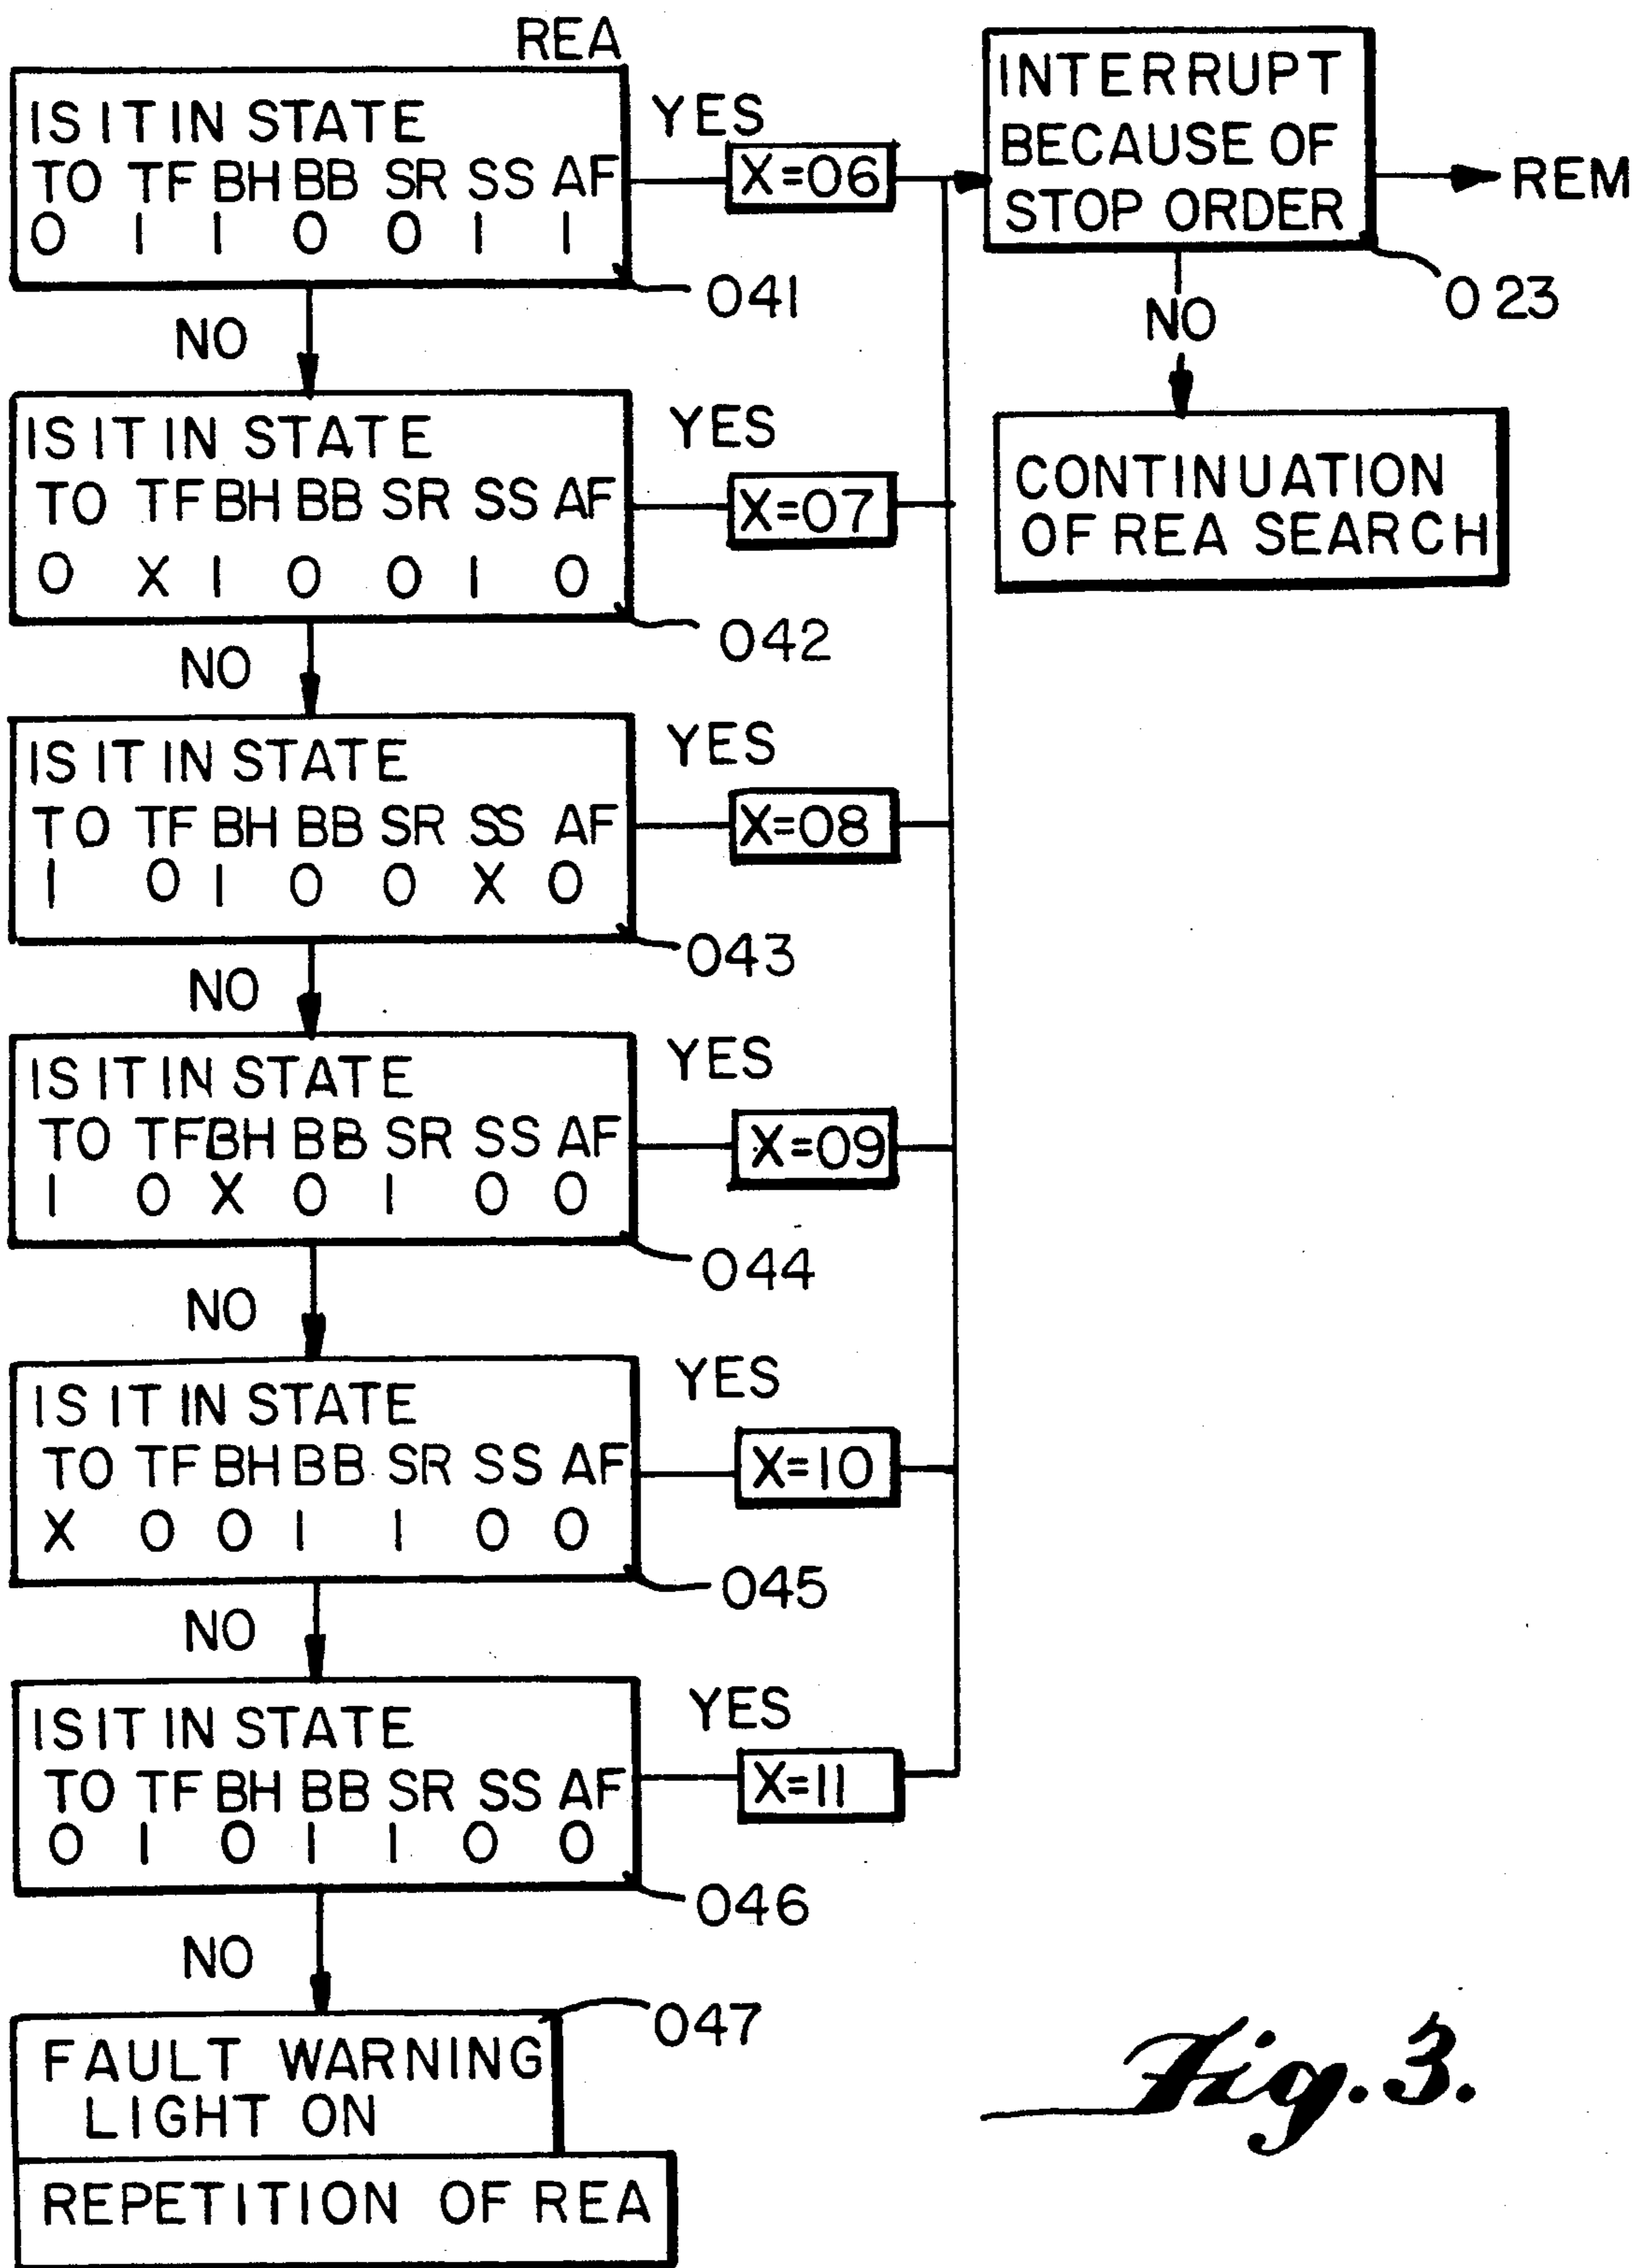 REA
IS IT IN STATE
TO TF BH BB SR SS AF
0 1 1 0 0 1 1
041
YES
X=06
INTERRUPT
BECAUSE OF
STOP ORDER
REM
023
NO
CONTINUATION
OF REA SEARCH
NO
IS IT IN STATE
TO TF BH BB SR SS AF
0 X 1 0 0 1 0
042
YES
X=07
NO
IS IT IN STATE
TO TF BH BB SR SS AF
1 0 1 0 0 X 0
043
YES
X=08
NO
IS IT IN STATE
TO TF BH BB SR SS AF
1 0 X 0 1 0 0
044
YES
X=09
NO
IS IT IN STATE
TO TF BH BB SR SS AF
X 0 0 1 1 0 0
045
YES
X=10
NO
IS IT IN STATE
TO TF BH BB SR SS AF
0 1 0 1 1 0 0
046
YES
X=11
NO
FAULT WARNING
LIGHT ON
047
REPETITION OF REA
Fig. 3.